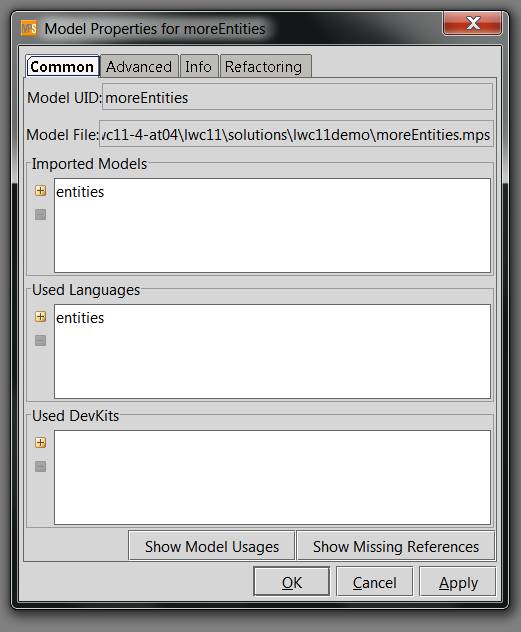 MPS Model Properties for moreEntities
Common Advanced Info Refactoring
Model UID: moreEntities
Model File: vc11-4-at04\lwc11\solutions\lwc11demo\moreEntities.mps
Imported Models
entities
Used Languages
entities
Used DevKits
Show Model Usages Show Missing References
OK Cancel Apply